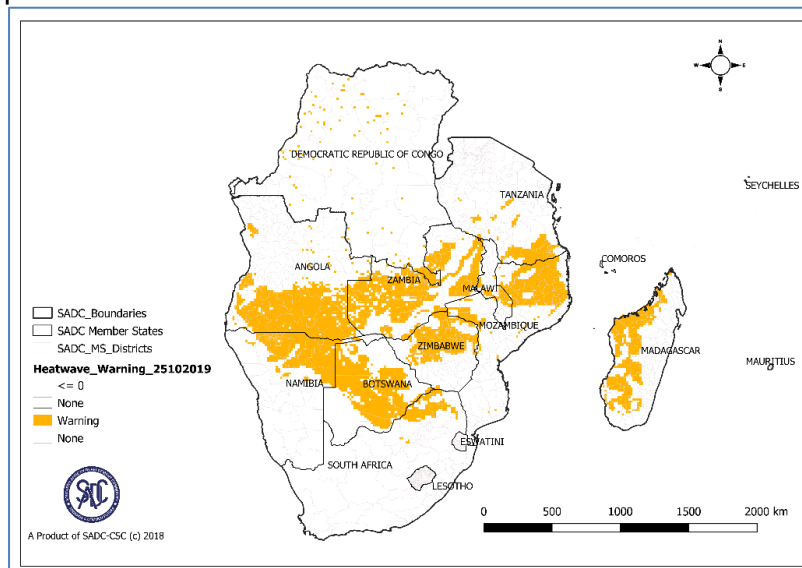 N
W E
S
DEMOCRATIC REPUBLIC OF CONGO
TANZANIA
SEYCHELLES
COMOROS
ANGOLA
ZAMBIA
MALAWI
MOZAMBIQUE
ZIMBABWE
MADAGASCAR
MAURITIUS
NAMIBIA
BOTSWANA
ESWATINI
SOUTH AFRICA
LESOTHO
SADC_Boundaries
SADC Member States
SADC_MS_Districts
Heatwave_Warning_25102019
<= 0
None
Warning
None
SADC
A Product of SADC-CSC (c) 2018
0 500 1000 1500 2000 km